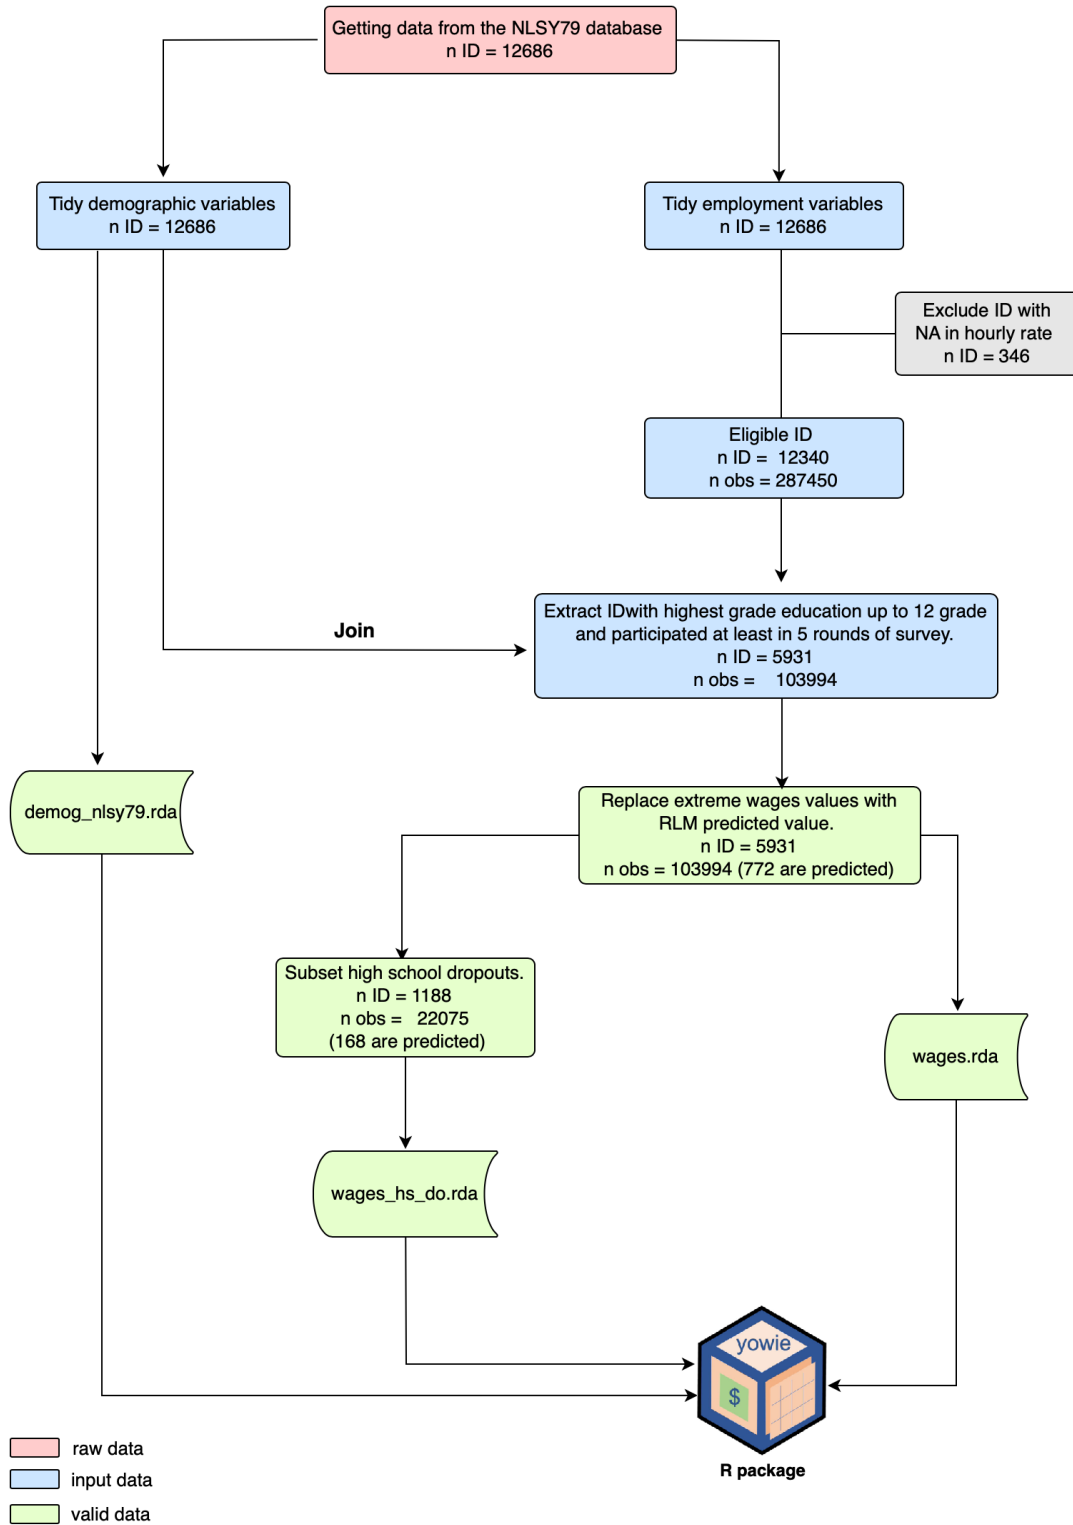 Getting data from the NLSY79 database
n ID = 12686
Tidy demographic variables
n ID = 12686
Tidy employment variables
n ID = 12686
Exclude ID with
NA in hourly rate
n ID = 346
Eligible ID
n ID = 12340
n obs = 287450
Join
Extract IDwith highest grade education up to 12 grade
and participated at least in 5 rounds of survey.
n ID = 5931
n obs = 103994
demog_nlsy79.rda
Replace extreme wages values with
RLM predicted value.
n ID = 5931
n obs = 103994 (772 are predicted)
Subset high school dropouts.
n ID = 1188
n obs = 22075
(168 are predicted)
wages.rda
wages_hs_do.rda
yowie
$
R package
raw data
input data
valid data